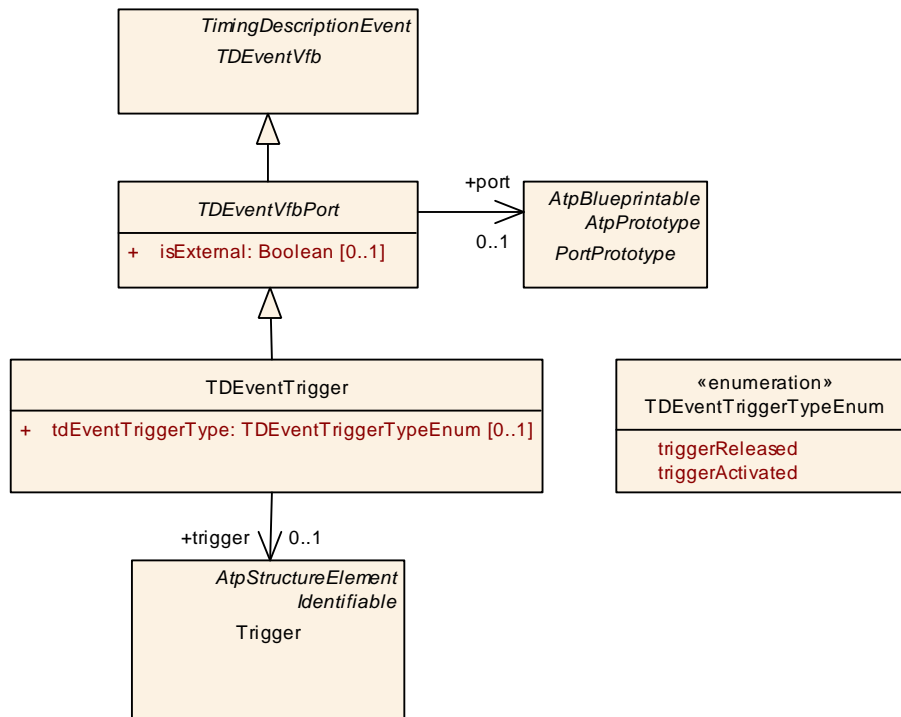 TimingDescriptionEvent
TDEventVfb
TDEventVfbPort
+ isExternal: Boolean [0..1]
+port
0..1
AtpBlueprintable
AtpPrototype
PortPrototype
TDEventTrigger
+ tdEventTriggerType: TDEventTriggerTypeEnum [0..1]
«enumeration»
TDEventTriggerTypeEnum
triggerReleased
triggerActivated
+trigger 0..1
AtpStructureElement
Identifiable
Trigger